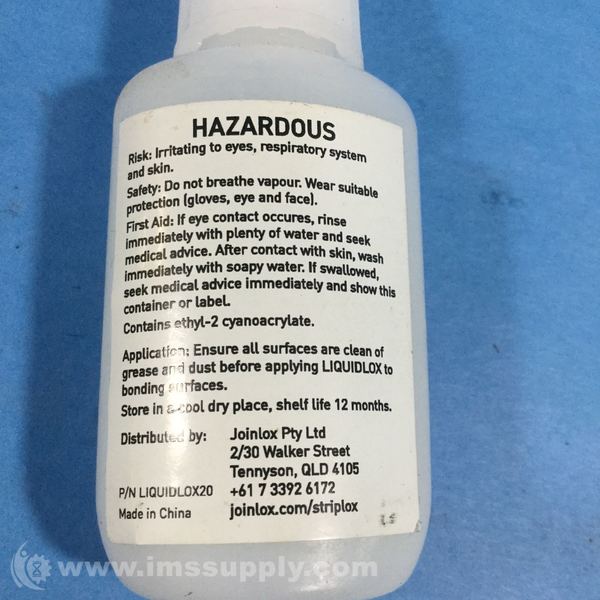 HAZARDOUS
Risk: Irritating to eyes, respiratory system
and skin.
Safety: Do not breathe vapour. Wear suitable
protection (gloves, eye and face).
First Aid: If eye contact occures, rinse
immediately with plenty of water and seek
medical advice. After contact with skin, wash
immediately with soapy water. If swallowed,
seek medical advice immediately and show this
container or label.
Contains ethyl-2 cyanoacrylate.
Application: Ensure all surfaces are clean of
grease and dust before applying LIQUIDLOX to
bonding surfaces.
Store in a cool dry place, shelf life 12 months.
Distributed by: Joinlox Pty Ltd
2/30 Walker Street
Tennyson, QLD 4105
P/N LIQUIDLOX20 +61 7 3392 6172
Made in China joinlox.com/striplox
www.imssupply.com